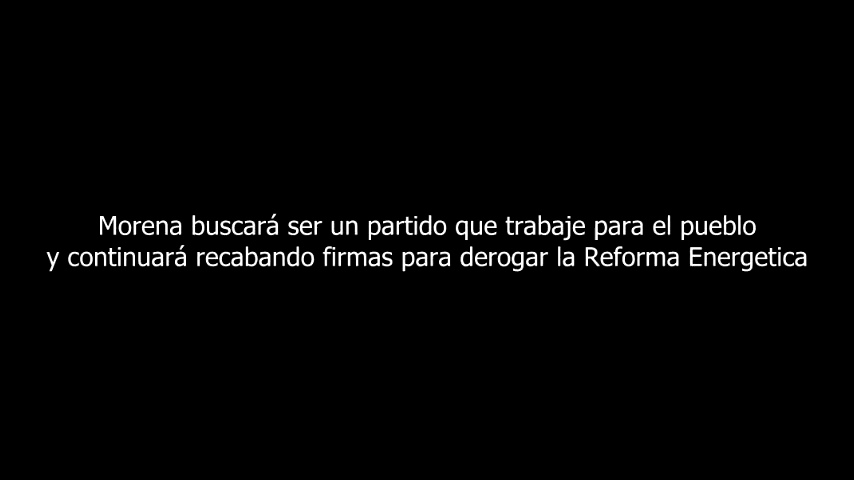 Morena buscará ser un partido que trabaje para el pueblo
y continuará recabando firmas para derogar la Reforma Energetica